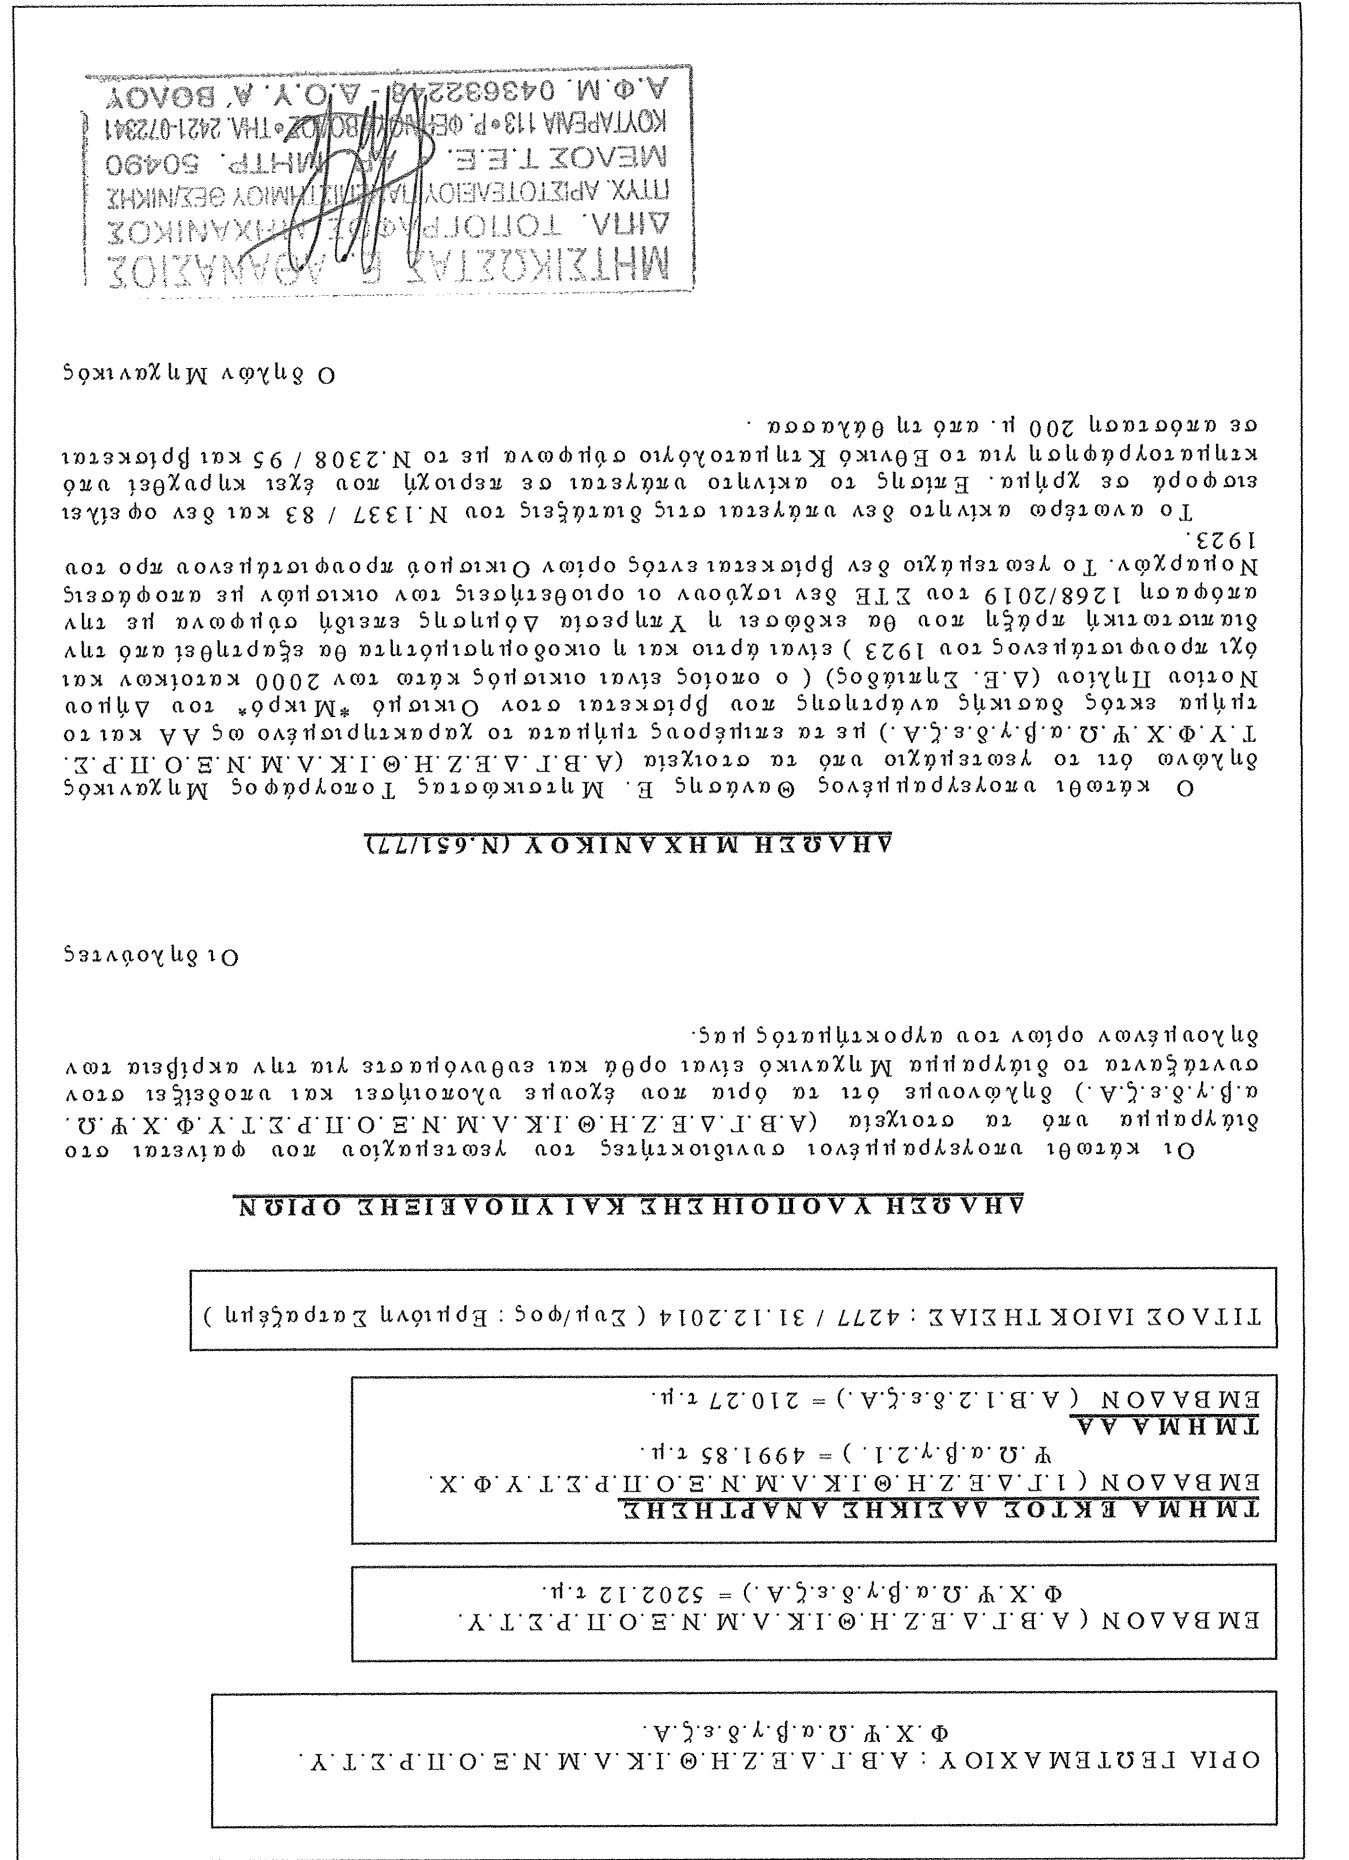 ΟΡΙΑ ΓΕΩΤΕΜΑΧΙΟΥ : Α.Β.Γ.Δ.Ε.Ζ.Η.Θ.Ι.Κ.Λ.Μ.Ν.Ξ.Ο.Π.Ρ.Σ.Τ.Υ.
Φ.Χ.Ψ.Ω.α.β.γ.δ.ε.ζ.Α.
ΕΜΒΑΔΟΝ ( Α.Β.Γ.Δ.Ε.Ζ.Η.Θ.Ι.Κ.Λ.Μ.Ν.Ξ.Ο.Π.Ρ.Σ.Τ.Υ.
Φ.Χ.Ψ.Ω.α.β.γ.δ.ε.ζ.Α.) = 5202.12 τ.μ.
ΤΜΗΜΑ ΕΚΤΟΣ ΔΑΣΙΚΗΣ ΑΝΑΡΤΗΣΗΣ
ΕΜΒΑΔΟΝ ( 1.Γ.Δ.Ε.Ζ.Η.Θ.Ι.Κ.Λ.Μ.Ν.Ξ.Ο.Π.Ρ.Σ.Τ.Υ.Φ.Χ.
Ψ.Ω.α.β.γ.2.1. ) = 4991.85 τ.μ.
ΤΜΗΜΑ ΑΑ
ΕΜΒΑΔΟΝ ( Α.Β.1.2.δ.ε.ζ.Α.) = 210.27 τ.μ.
ΤΙΤΛΟΣ ΙΔΙΟΚΤΗΣΙΑΣ : 4277 / 31.12.2014 ( Συμ/φος : Ερμιόνη Σατραζέμη )
ΔΗΛΩΣΗ ΥΛΟΠΟΙΗΣΗΣ ΚΑΙ ΥΠΟΔΕΙΞΗΣ ΟΡΙΩΝ
Οι κάτωθι υπογεγραμμένοι συνιδιοκτήτες του γεωτεμαχίου που φαίνεται στο
διάγραμμα υπό τα στοιχεία (Α.Β.Γ.Δ.Ε.Ζ.Η.Θ.Ι.Κ.Λ.Μ.Ν.Ξ.Ο.Π.Ρ.Σ.Τ.Υ.Φ.Χ.Ψ.Ω.
α.β.γ.δ.ε.ζ.Α.) δηλώνουμε ότι τα όρια που έχουμε υλοποιήσει και υποδείξει στον
συντάξαντα το διάγραμμα Μηχανικό είναι ορθά και ευθυνόμαστε για την ακρίβεια των
δηλουμένων ορίων του αγροκτήματός μας.
Οι δηλούντες
ΔΗΛΩΣΗ ΜΗΧΑΝΙΚΟΥ (Ν.651/77)
Ο κάτωθι υπογεγραμμένος Θανάσης Ε. Μητσικώστας Τοπογράφος Μηχανικός
δηλώνω ότι το γεωτεμάχιο υπό τα στοιχεία (Α.Β.Γ.Δ.Ε.Ζ.Η.Θ.Ι.Κ.Λ.Μ.Ν.Ξ.Ο.Π.Ρ.Σ.
Τ.Υ.Φ.Χ.Ψ.Ω.α.β.γ.δ.ε.ζ.Α.) με τα επιμέρους τμήματα το χαρακτηρισμένο ως ΑΑ και το
τμήμα εκτός δασικής ανάρτησης που βρίσκεται στον Οικισμό *Μικρό* του Δήμου
Νοτίου Πηλίου (Δ.Ε. Σηπιάδος) ( ο οποίος είναι οικισμός κάτω των 2000 κατοίκων και
όχι προυφιστάμενος του 1923 ) είναι άρτιο και η οικοδομησιμότητα θα εξαρτηθεί από την
διαπιστωτική πράξη που θα εκδώσει η Υπηρεσία Δόμησης επειδή σύμφωνα με την
απόφαση 1268/2019 του ΣΤΕ δεν ισχύουν οι οριοθετήσεις των οικισμών με αποφάσεις
Νομαρχών. Το γεωτεμάχιο δεν βρίσκεται εντός ορίων Οικισμού προυφιστάμενου προ του
1923.
Το ανωτέρω ακίνητο δεν υπάγεται στις διατάξεις του Ν.1337 / 83 και δεν οφείλει
εισφορά σε χρήμα. Επίσης το ακίνητο υπάγεται σε περιοχή που έχει κηρυχθεί υπό
κτηματογράφηση για το Εθνικό Κτηματολόγιο σύμφωνα με το Ν.2308 / 95 και βρίσκεται
σε απόσταση 200 μ. από τη θάλασσα .
Ο δηλών Μηχανικός
ΜΗΤΣΙΚΩΣΤΑΣ Ε. ΑΘΑΝΑΣΙΟΣ
ΔΙΠΛ. ΤΟΠΟΓΡΑΦΟΣ ΜΗΧΑΝΙΚΟΣ
ΠΤΥΧ. ΑΡΙΣΤΟΤΕΛΕΙΟΥ ΠΑΝΕΠΙΣΤΗΜΙΟΥ ΘΕΣ/ΝΙΚΗΣ
ΜΕΛΟΣ Τ.Ε.Ε. ΑΡ. ΜΗΤΡ. 50490
ΚΟΥΤΑΡΕΛΙΑ 113•Ρ. ΦΕΡΑΙΟΥ•ΒΟΛΟΣ•ΤΗΛ. 2421-072341
Α.Φ.Μ. 043632248 - Δ.Ο.Υ. Α' ΒΟΛΟΥ